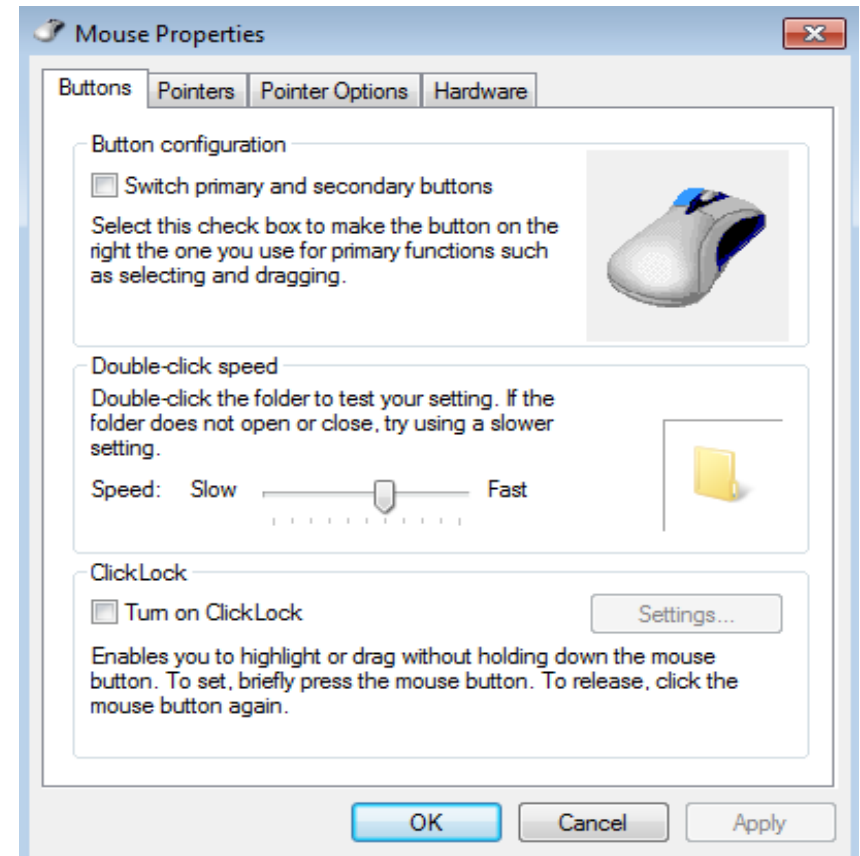 Mouse Properties
Buttons Pointers Pointer Options Hardware
Button configuration
Switch primary and secondary buttons
Select this check box to make the button on the
right the one you use for primary functions such
as selecting and dragging.
Double-click speed
Double-click the folder to test your setting. If the
folder does not open or close, try using a slower
setting.
Speed: Slow Fast
ClickLock
Turn on ClickLock Settings...
Enables you to highlight or drag without holding down the mouse
button. To set, briefly press the mouse button. To release, click the
mouse button again.
OK Cancel Apply